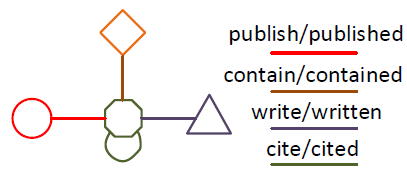 publish/published
contain/contained
write/written
cite/cited